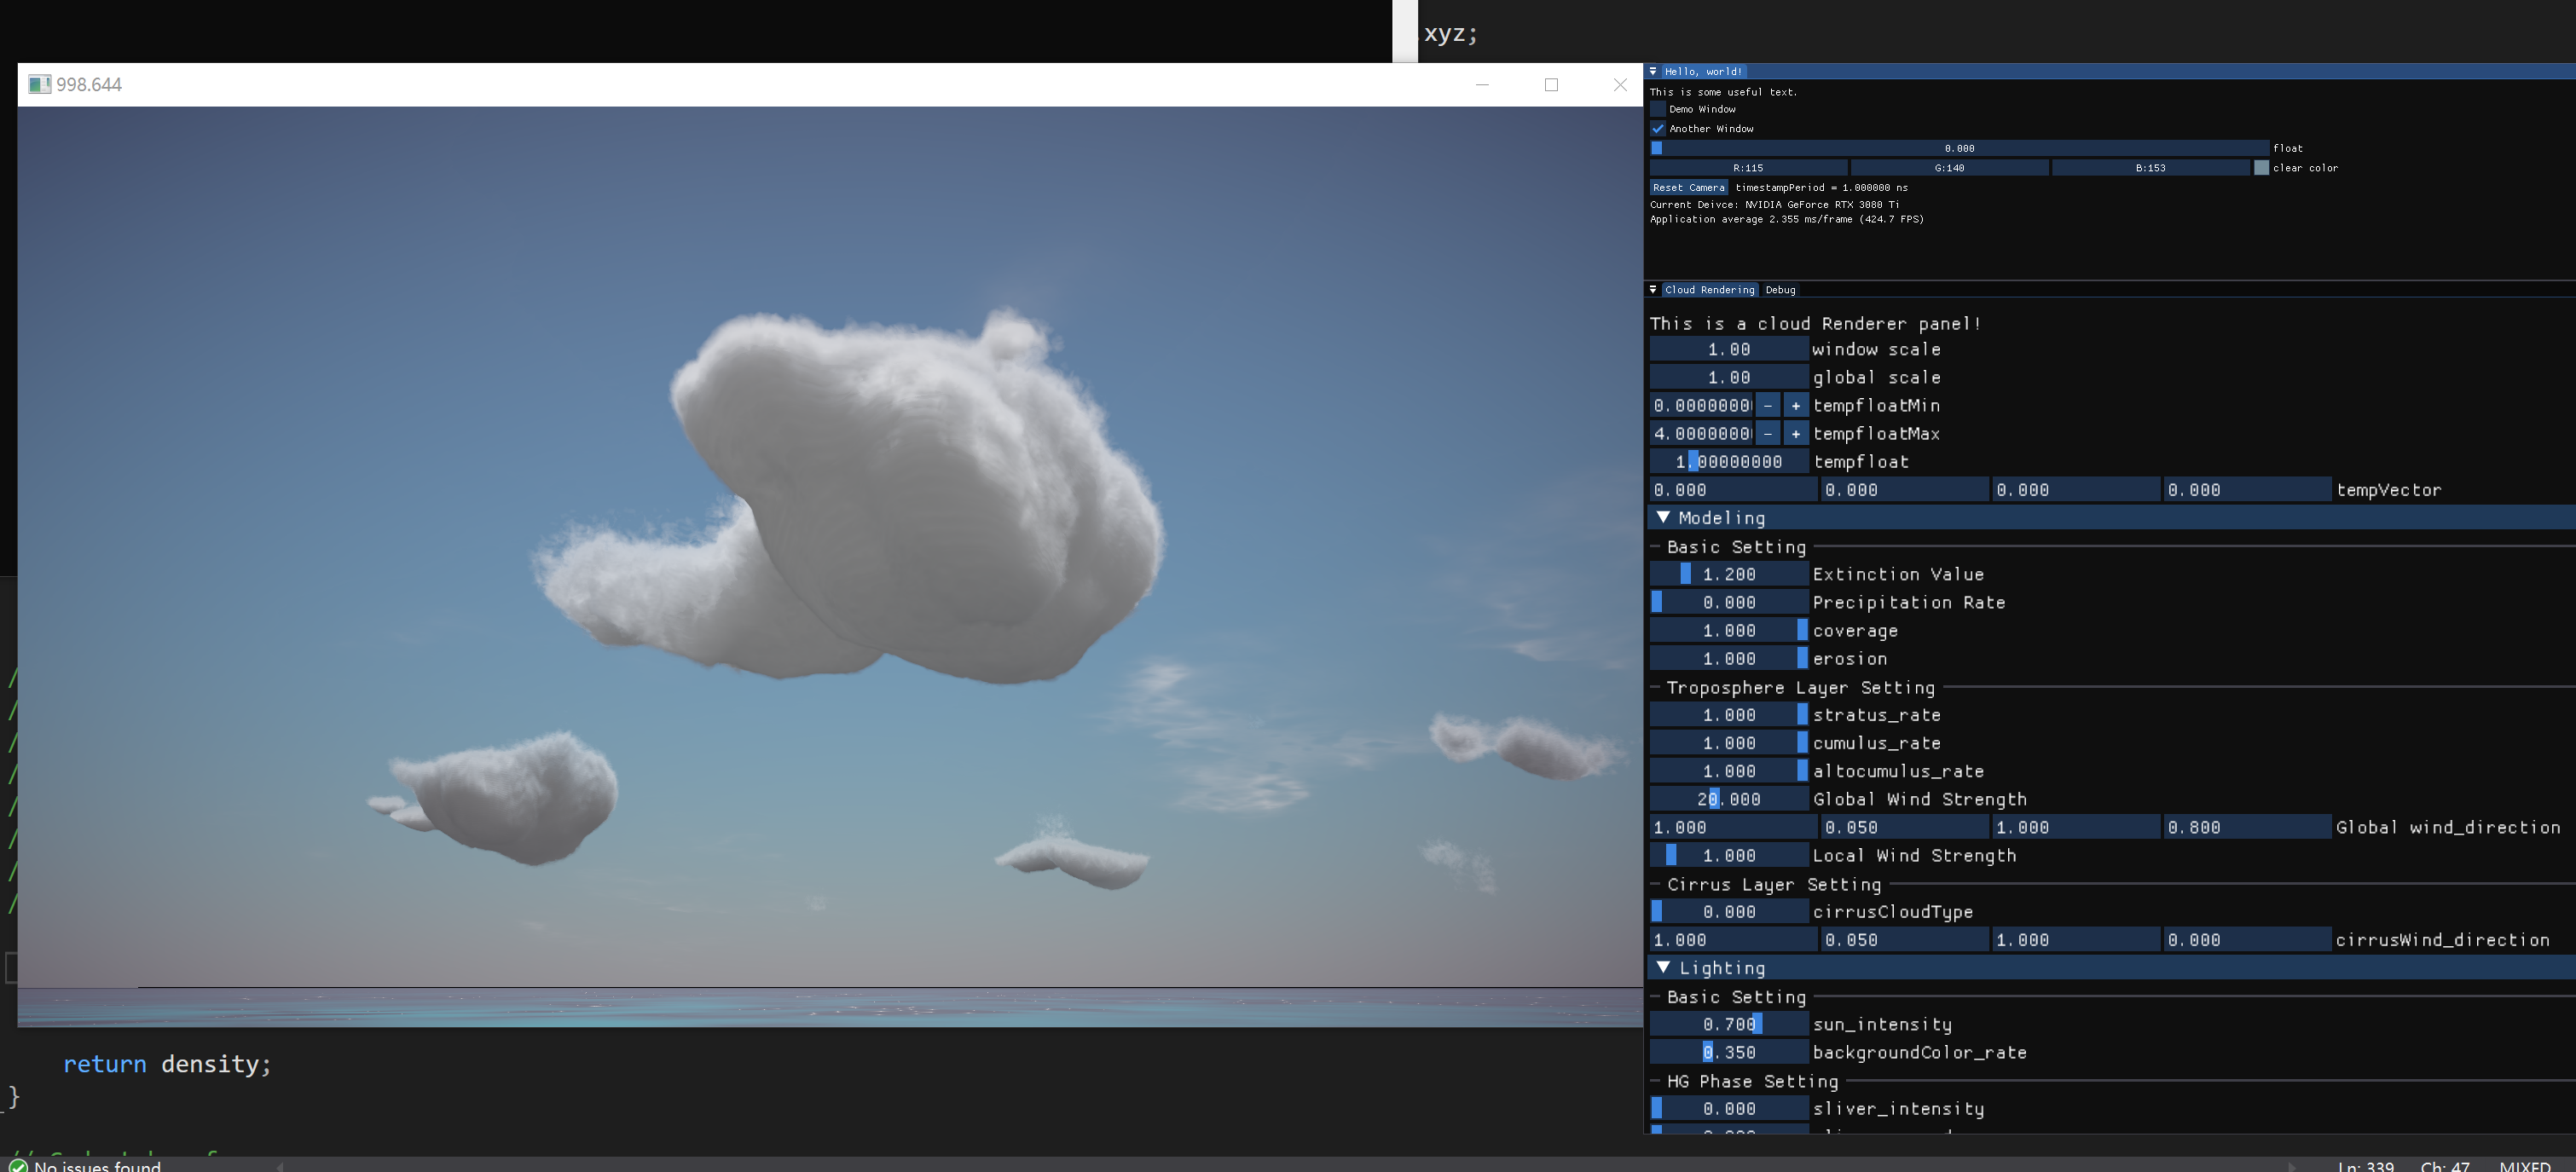 .xyz;
998.644
Hello, world!
This is some useful text.
Demo Window
Another Window
0.000 float
R:115 G:140 B:153 clear color
Reset Camera timestampPeriod = 1.000000 ns
Current Deivce: NVIDIA GeForce RTX 3080 Ti
Application average 2.355 ms/frame (424.7 FPS)
Cloud Rendering Debug
This is a cloud Renderer panel!
1.00 window scale
1.00 global scale
0.0000000 - + tempfloatMin
4.0000000 - + tempfloatMax
1.00000000 tempfloat
0.000 0.000 0.000 0.000 tempVector
Modeling
Basic Setting
1.200 Extinction Value
0.000 Precipitation Rate
1.000 coverage
1.000 erosion
Troposphere Layer Setting
1.000 stratus_rate
1.000 cumulus_rate
1.000 altocumulus_rate
20.000 Global Wind Strength
1.000 0.050 1.000 0.800 Global wind_direction
1.000 Local Wind Strength
Cirrus Layer Setting
0.000 cirrusCloudType
1.000 0.050 1.000 0.000 cirrusWind_direction
Lighting
Basic Setting
0.700 sun_intensity
0.350 backgroundColor_rate
HG Phase Setting
0.000 sliver_intensity
/
/
/
/
/
/
/
/
return density;
}
No issues found
Ln: 339 Ch: 47 MIXED